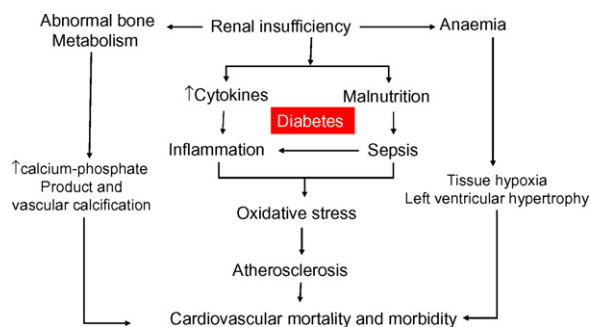 Abnormal bone
Metabolism
Renal insufficiency
Anaemia
↑Cytokines
Malnutrition
Diabetes
Inflammation
Sepsis
↑calcium-phosphate
Product and
vascular calcification
Tissue hypoxia
Left ventricular hypertrophy
Oxidative stress
Atherosclerosis
Cardiovascular mortality and morbidity